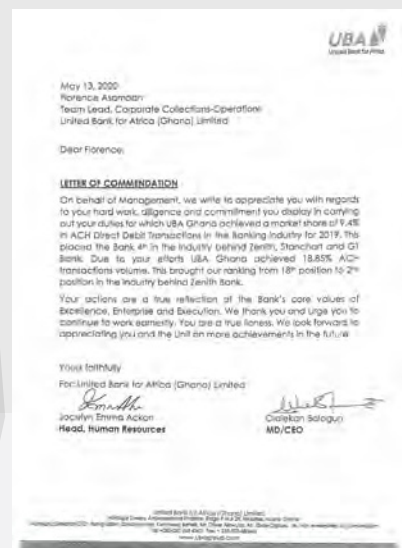 UBA
United Bank for Africa
May 13, 2020
Florence Asamoah
Team Lead, Corporate Collections-Operations
United Bank for Africa (Ghana) Limited
Dear Florence,
LETTER OF COMMENDATION
On behalf of Management, we write to appreciate you with regards
to your hard work, diligence and commitment you display in carrying
out your duties for which UBA Ghana achieved a market share of 9.4%
in ACH Direct Debit Transactions in the Banking Industry for 2019. This
placed the Bank 4th in the industry behind Zenith, Stanchart and GT
Bank. Due to your efforts UBA Ghana achieved 18.85% ACH
transactions volume. This brought our ranking from 18th position to 2nd
position in the industry behind Zenith Bank.
Your actions are a true reflection of the Bank's core values of
Excellence, Enterprise and Execution. We thank you and urge you to
continue to work earnestly. You are a true lioness. We look forward to
appreciating you and the Unit on more achievements in the future
Yours faithfully
For: United Bank for Africa (Ghana) Limited
Jocelyn Emma Ackon
Head, Human Resources
Olalekan Balogun
MD/CEO
United Bank for Africa (Ghana) Limited
www.ubagroup.com